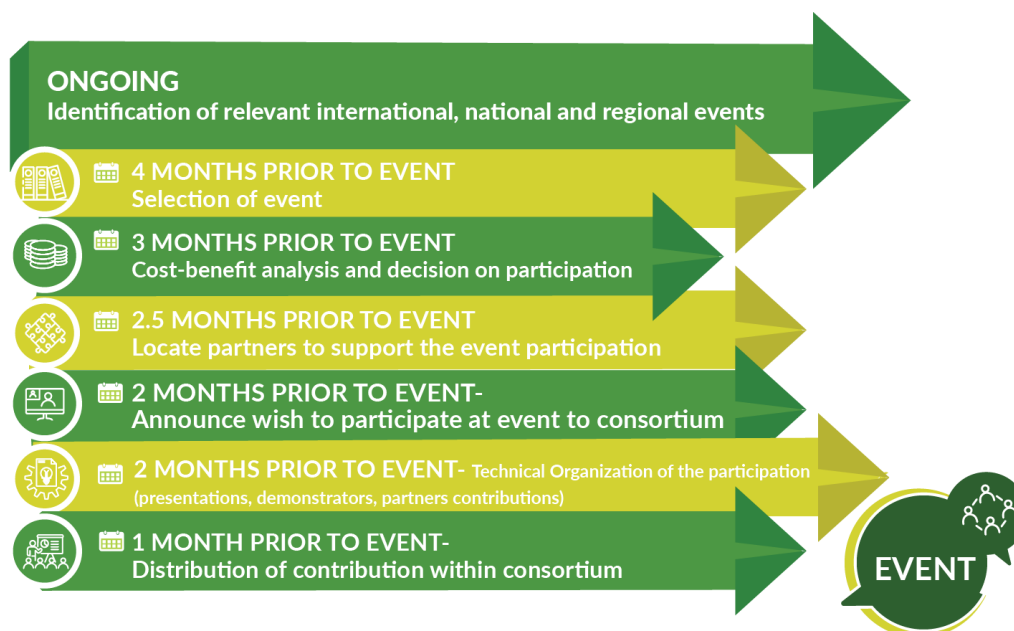 ONGOING
Identification of relevant international, national and regional events
4 MONTHS PRIOR TO EVENT
Selection of event
3 MONTHS PRIOR TO EVENT
Cost-benefit analysis and decision on participation
2.5 MONTHS PRIOR TO EVENT
Locate partners to support the event participation
2 MONTHS PRIOR TO EVENT-
Announce wish to participate at event to consortium
2 MONTHS PRIOR TO EVENT- Technical Organization of the participation
(presentations, demonstrators, partners contributions)
1 MONTH PRIOR TO EVENT-
Distribution of contribution within consortium
EVENT